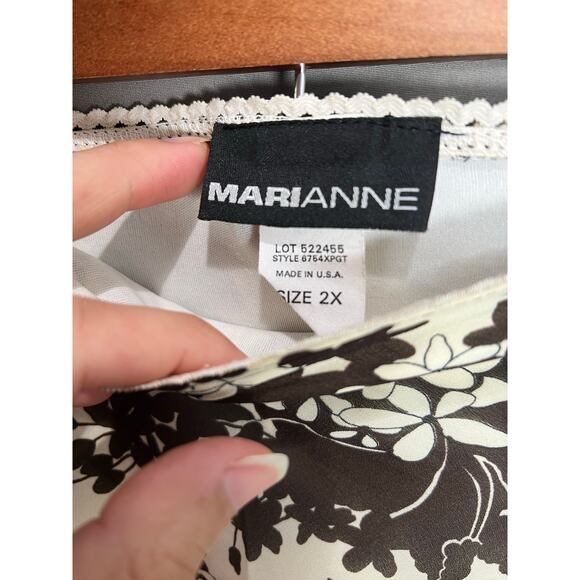 MARIANNE
LOT 522455
STYLE 6754XPGT
MADE IN U.S.A.
SIZE 2X